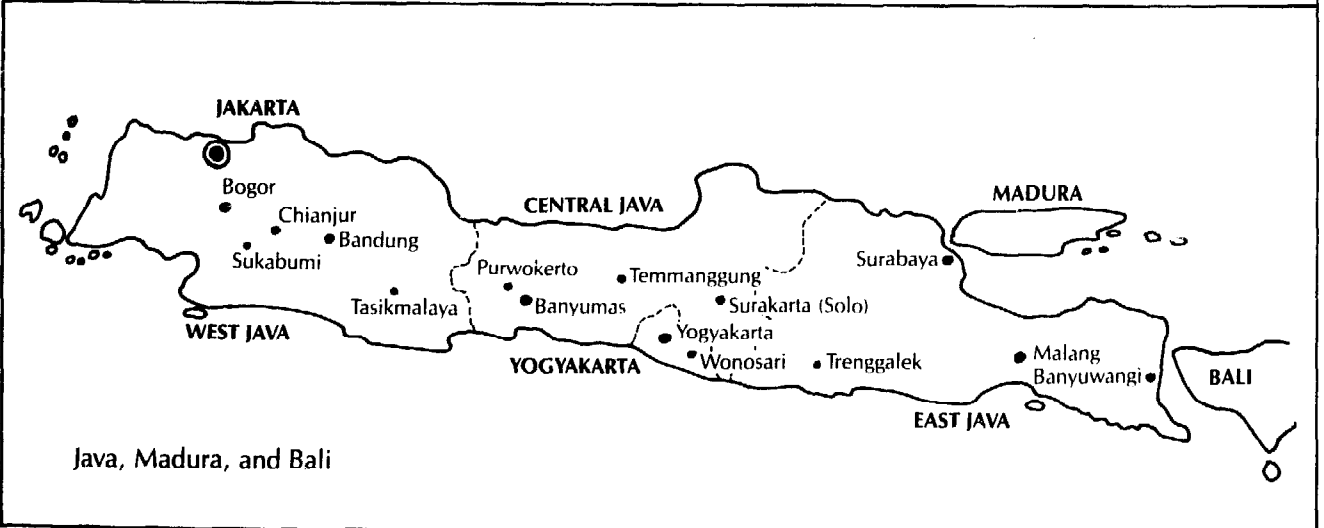 JAKARTA
Bogor
Chianjur
Bandung
Sukabumi
Tasikmalaya
WEST JAVA
CENTRAL JAVA
Purwokerto
Banyumas
Temmanggung
Surakarta (Solo)
Yogyakarta
Wonosari
YOGYAKARTA
Trenggalek
MADURA
Surabaya
Malang
Banyuwangi
EAST JAVA
BALI
Java, Madura, and Bali